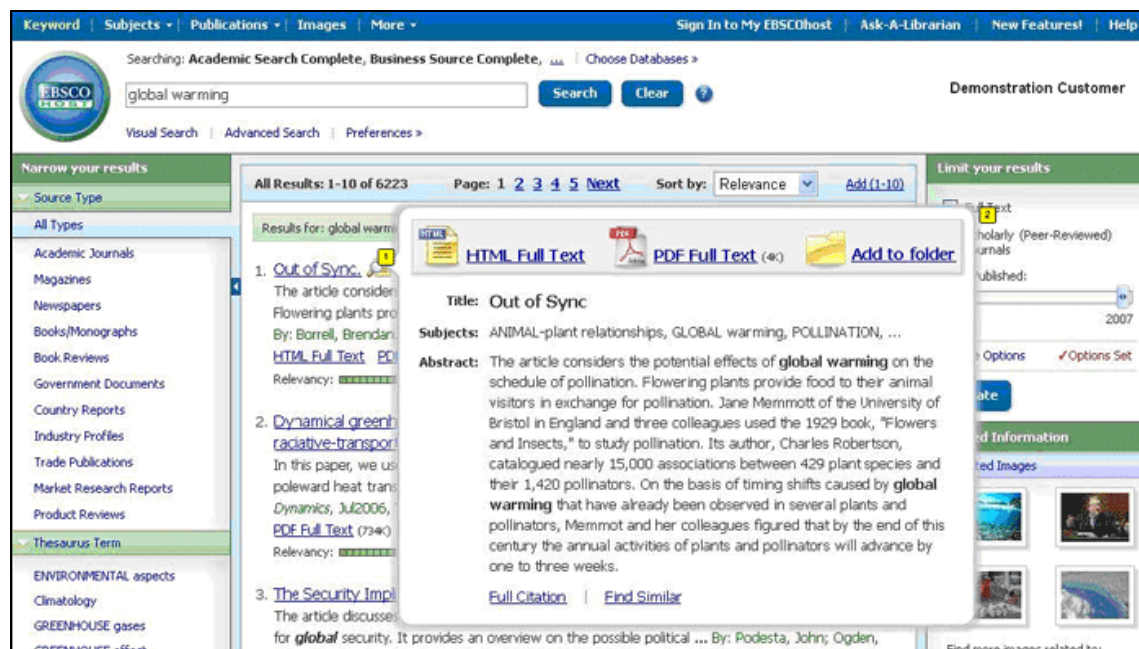 Keyword | Subjects | Publications | Images | More
Sign In to My EBSCOhost | Ask-A-Librarian | New Features! | Help
Searching: Academic Search Complete, Business Source Complete, ... | Choose Databases »
EBSCO
HOST
global warming
Search
Clear
?
Demonstration Customer
Visual Search | Advanced Search | Preferences »
Narrow your results
Source Type
All Types
Academic Journals
Magazines
Newspapers
Books/Monographs
Book Reviews
Government Documents
Country Reports
Industry Profiles
Trade Publications
Market Research Reports
Product Reviews
Thesaurus Term
ENVIRONMENTAL aspects
Climatology
GREENHOUSE gases
All Results: 1-10 of 6223
Page: 1 2 3 4 5 Next
Sort by: Relevance
Add (1-10)
Results for: global
1. Out of Sync.
1
The article
Flowering plants
By: Borrell, Brendan.
HTML Full Text
Relevancy:
2. Dynamical
In this paper, we
poleward heat
Dynamics, Jul2006,
PDF Full Text (734K)
Relevancy:
3. The Security
The article discusses
for global security. It provides an overview on the possible political ... By: Podesta, John; Ogden,
HTML
HTML Full Text
PDF
PDF Full Text (4K)
Add to folder
Title: Out of Sync
Subjects: ANIMAL-plant relationships, GLOBAL warming, POLLINATION, ...
Abstract: The article considers the potential effects of global warming on the
schedule of pollination. Flowering plants provide food to their animal
visitors in exchange for pollination. Jane Memmott of the University of
Bristol in England and three colleagues used the 1929 book, "Flowers
and Insects," to study pollination. Its author, Charles Robertson,
catalogued nearly 15,000 associations between 429 plant species and
their 1,420 pollinators. On the basis of timing shifts caused by global
warming that have already been observed in several plants and
pollinators, Memmot and her colleagues figured that by the end of this
century the annual activities of plants and pollinators will advance by
one to three weeks.
Full Citation | Find Similar
Limit your results
2
Text
(Peer-Reviewed)
2007
Options
Options Set
Information
Images